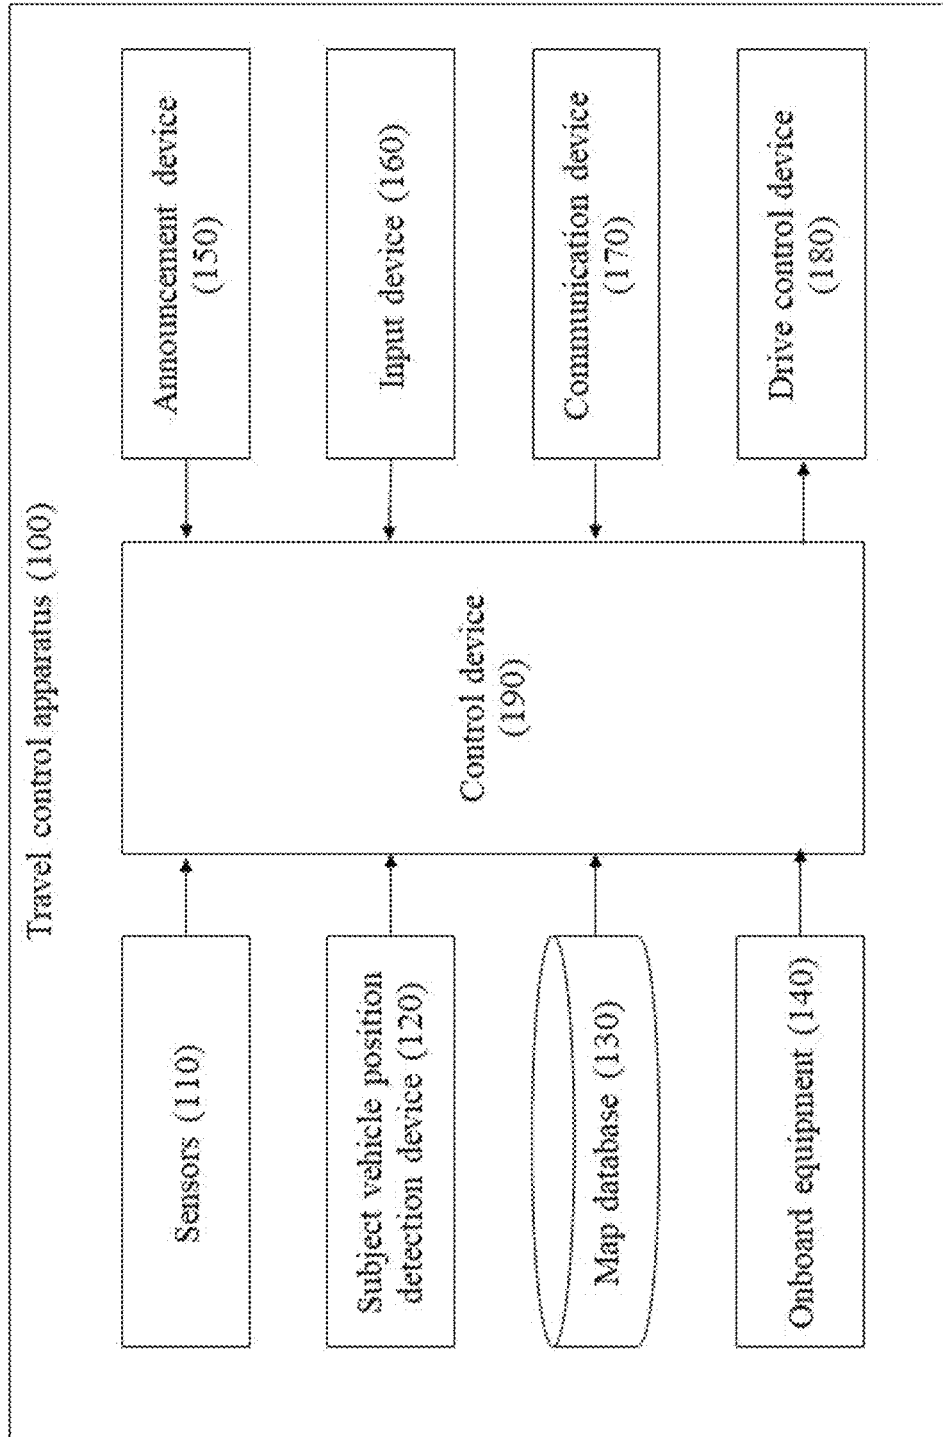 Travel control apparatus (100)
Sensors (110)
Subject vehicle position
detection device (120)
Map database (130)
Onboard equipment (140)
Control device
(190)
Announcement device
(150)
Input device (160)
Communication device
(170)
Drive control device
(180)